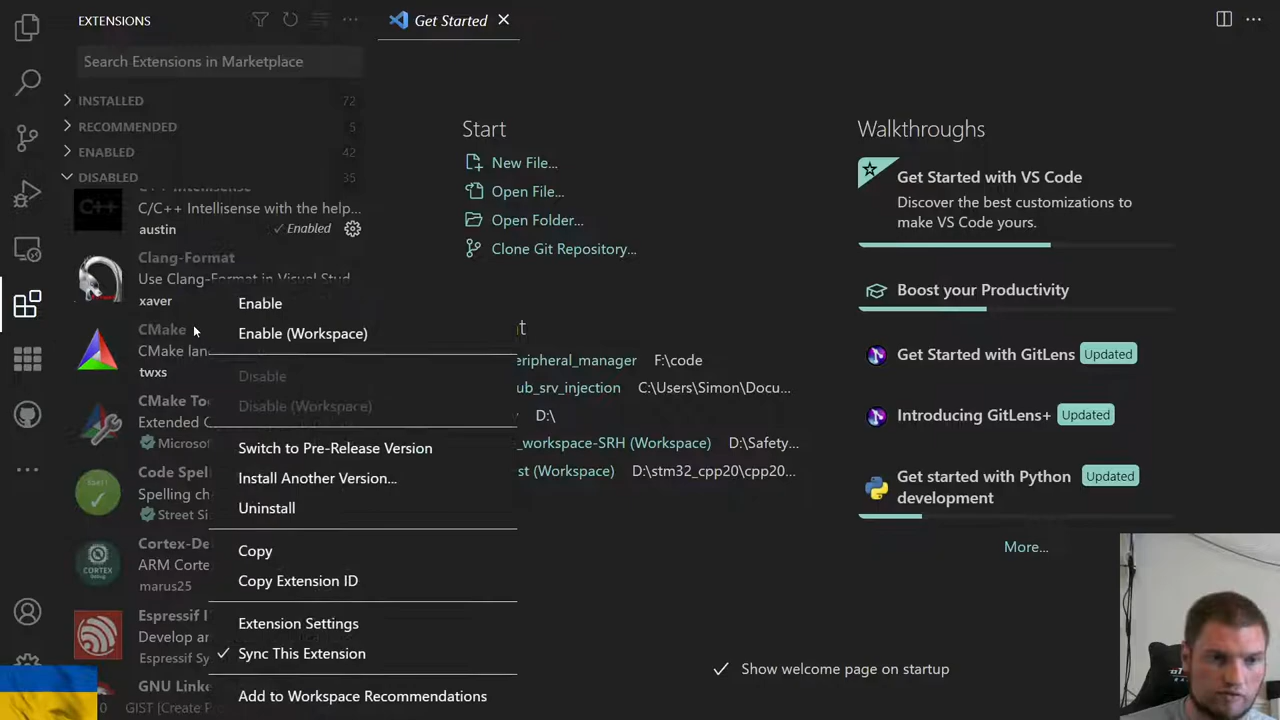 EXTENSIONS
Get Started
Search Extensions in Marketplace
INSTALLED 72
RECOMMENDED 5
ENABLED 42
DISABLED 35
C/C++ Intellisense with the help...
austin ✓ Enabled
Clang-Format
Use Clang-Format in Visual Stud
xaver
CMake
CMake lan
twxs
CMake To
Extended C
Microsof
Code Spel
Spelling ch
Street Si
Cortex-De
ARM Corte
marus25
Espressif I
Develop ar
Espressif Sy
GNU Linke
0 GIST [Create P
Enable
Enable (Workspace)
Disable
Disable (Workspace)
Switch to Pre-Release Version
Install Another Version...
Uninstall
Copy
Copy Extension ID
Extension Settings
✓ Sync This Extension
Add to Workspace Recommendations
Start
New File...
Open File...
Open Folder...
Clone Git Repository...
t
eripheral_manager F:\code
ub_srv_injection C:\Users\Simon\Docu...
D:\
_workspace-SRH (Workspace) D:\Safety...
st (Workspace) D:\stm32_cpp20\cpp20...
Walkthroughs
Get Started with VS Code
Discover the best customizations to
make VS Code yours.
Boost your Productivity
Get Started with GitLens Updated
Introducing GitLens+ Updated
Get started with Python
development Updated
More...
✓ Show welcome page on startup